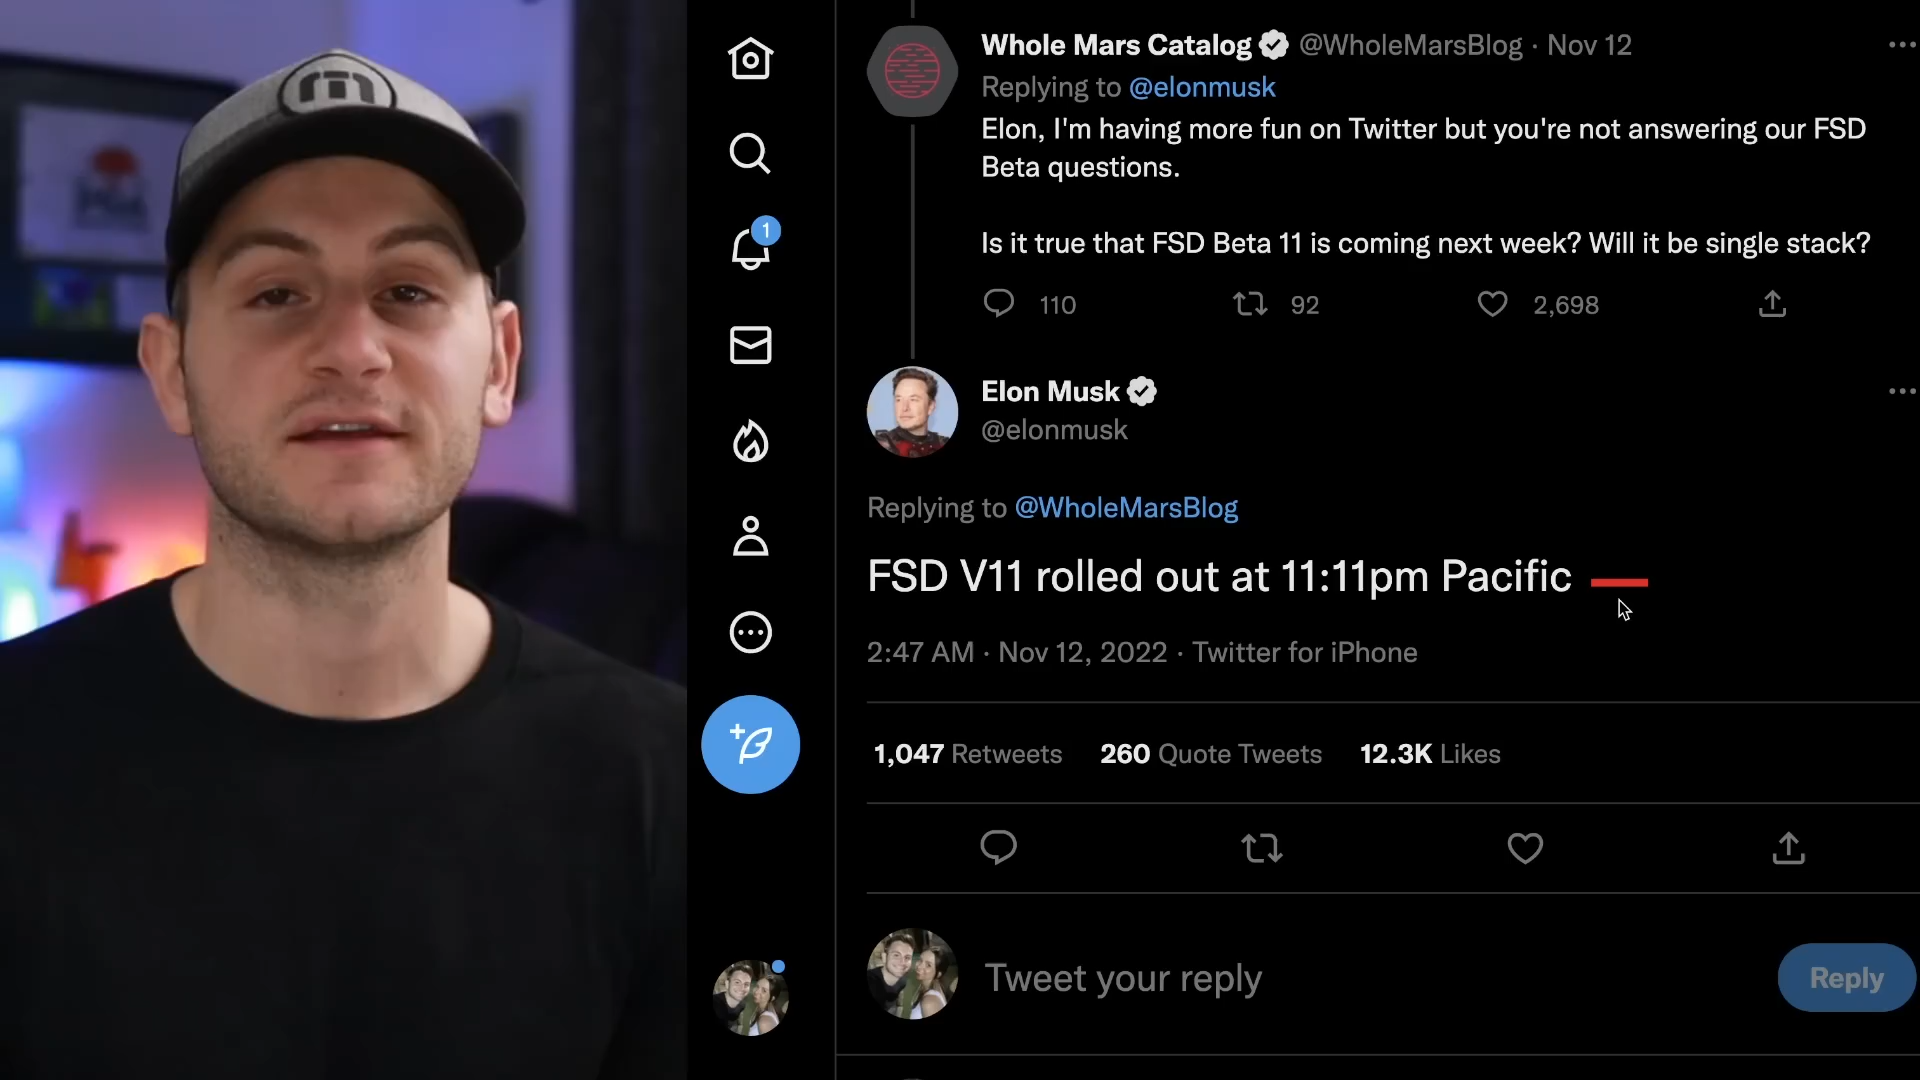 Whole Mars Catalog @WholeMarsBlog · Nov 12
Replying to @elonmusk
Elon, I'm having more fun on Twitter but you're not answering our FSD
Beta questions.
Is it true that FSD Beta 11 is coming next week? Will it be single stack?
110 92 2,698
1
Elon Musk
@elonmusk
Replying to @WholeMarsBlog
FSD V11 rolled out at 11:11pm Pacific
2:47 AM · Nov 12, 2022 · Twitter for iPhone
1,047 Retweets 260 Quote Tweets 12.3K Likes
Tweet your reply
Reply